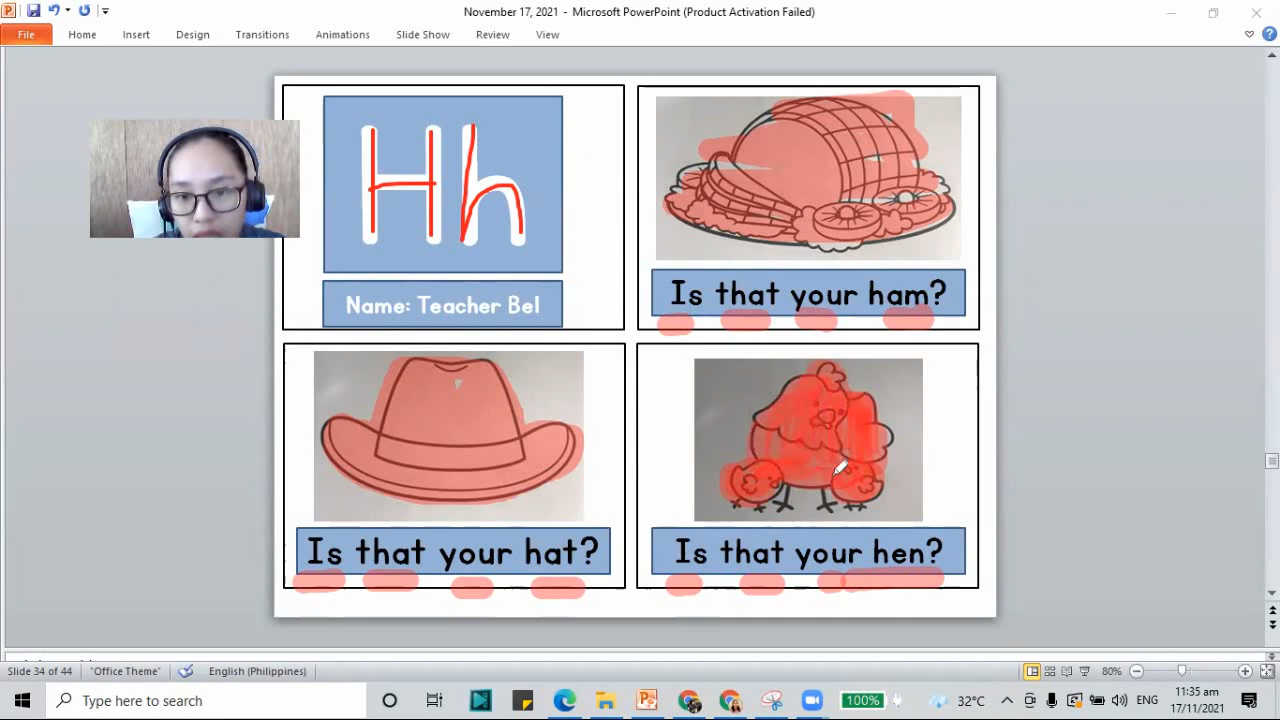 November 17, 2021 - Microsoft PowerPoint (Product Activation Failed)
File Home Insert Design Transitions Animations Slide Show Review View
Hh
Name: Teacher Bel
Is that your ham?
Is that your hat?
Is that your hen?
Slide 34 of 44 "Office Theme" English (Philippines) 80%
Type here to search 100% 32°C ENG 11:35 am
17/11/2021